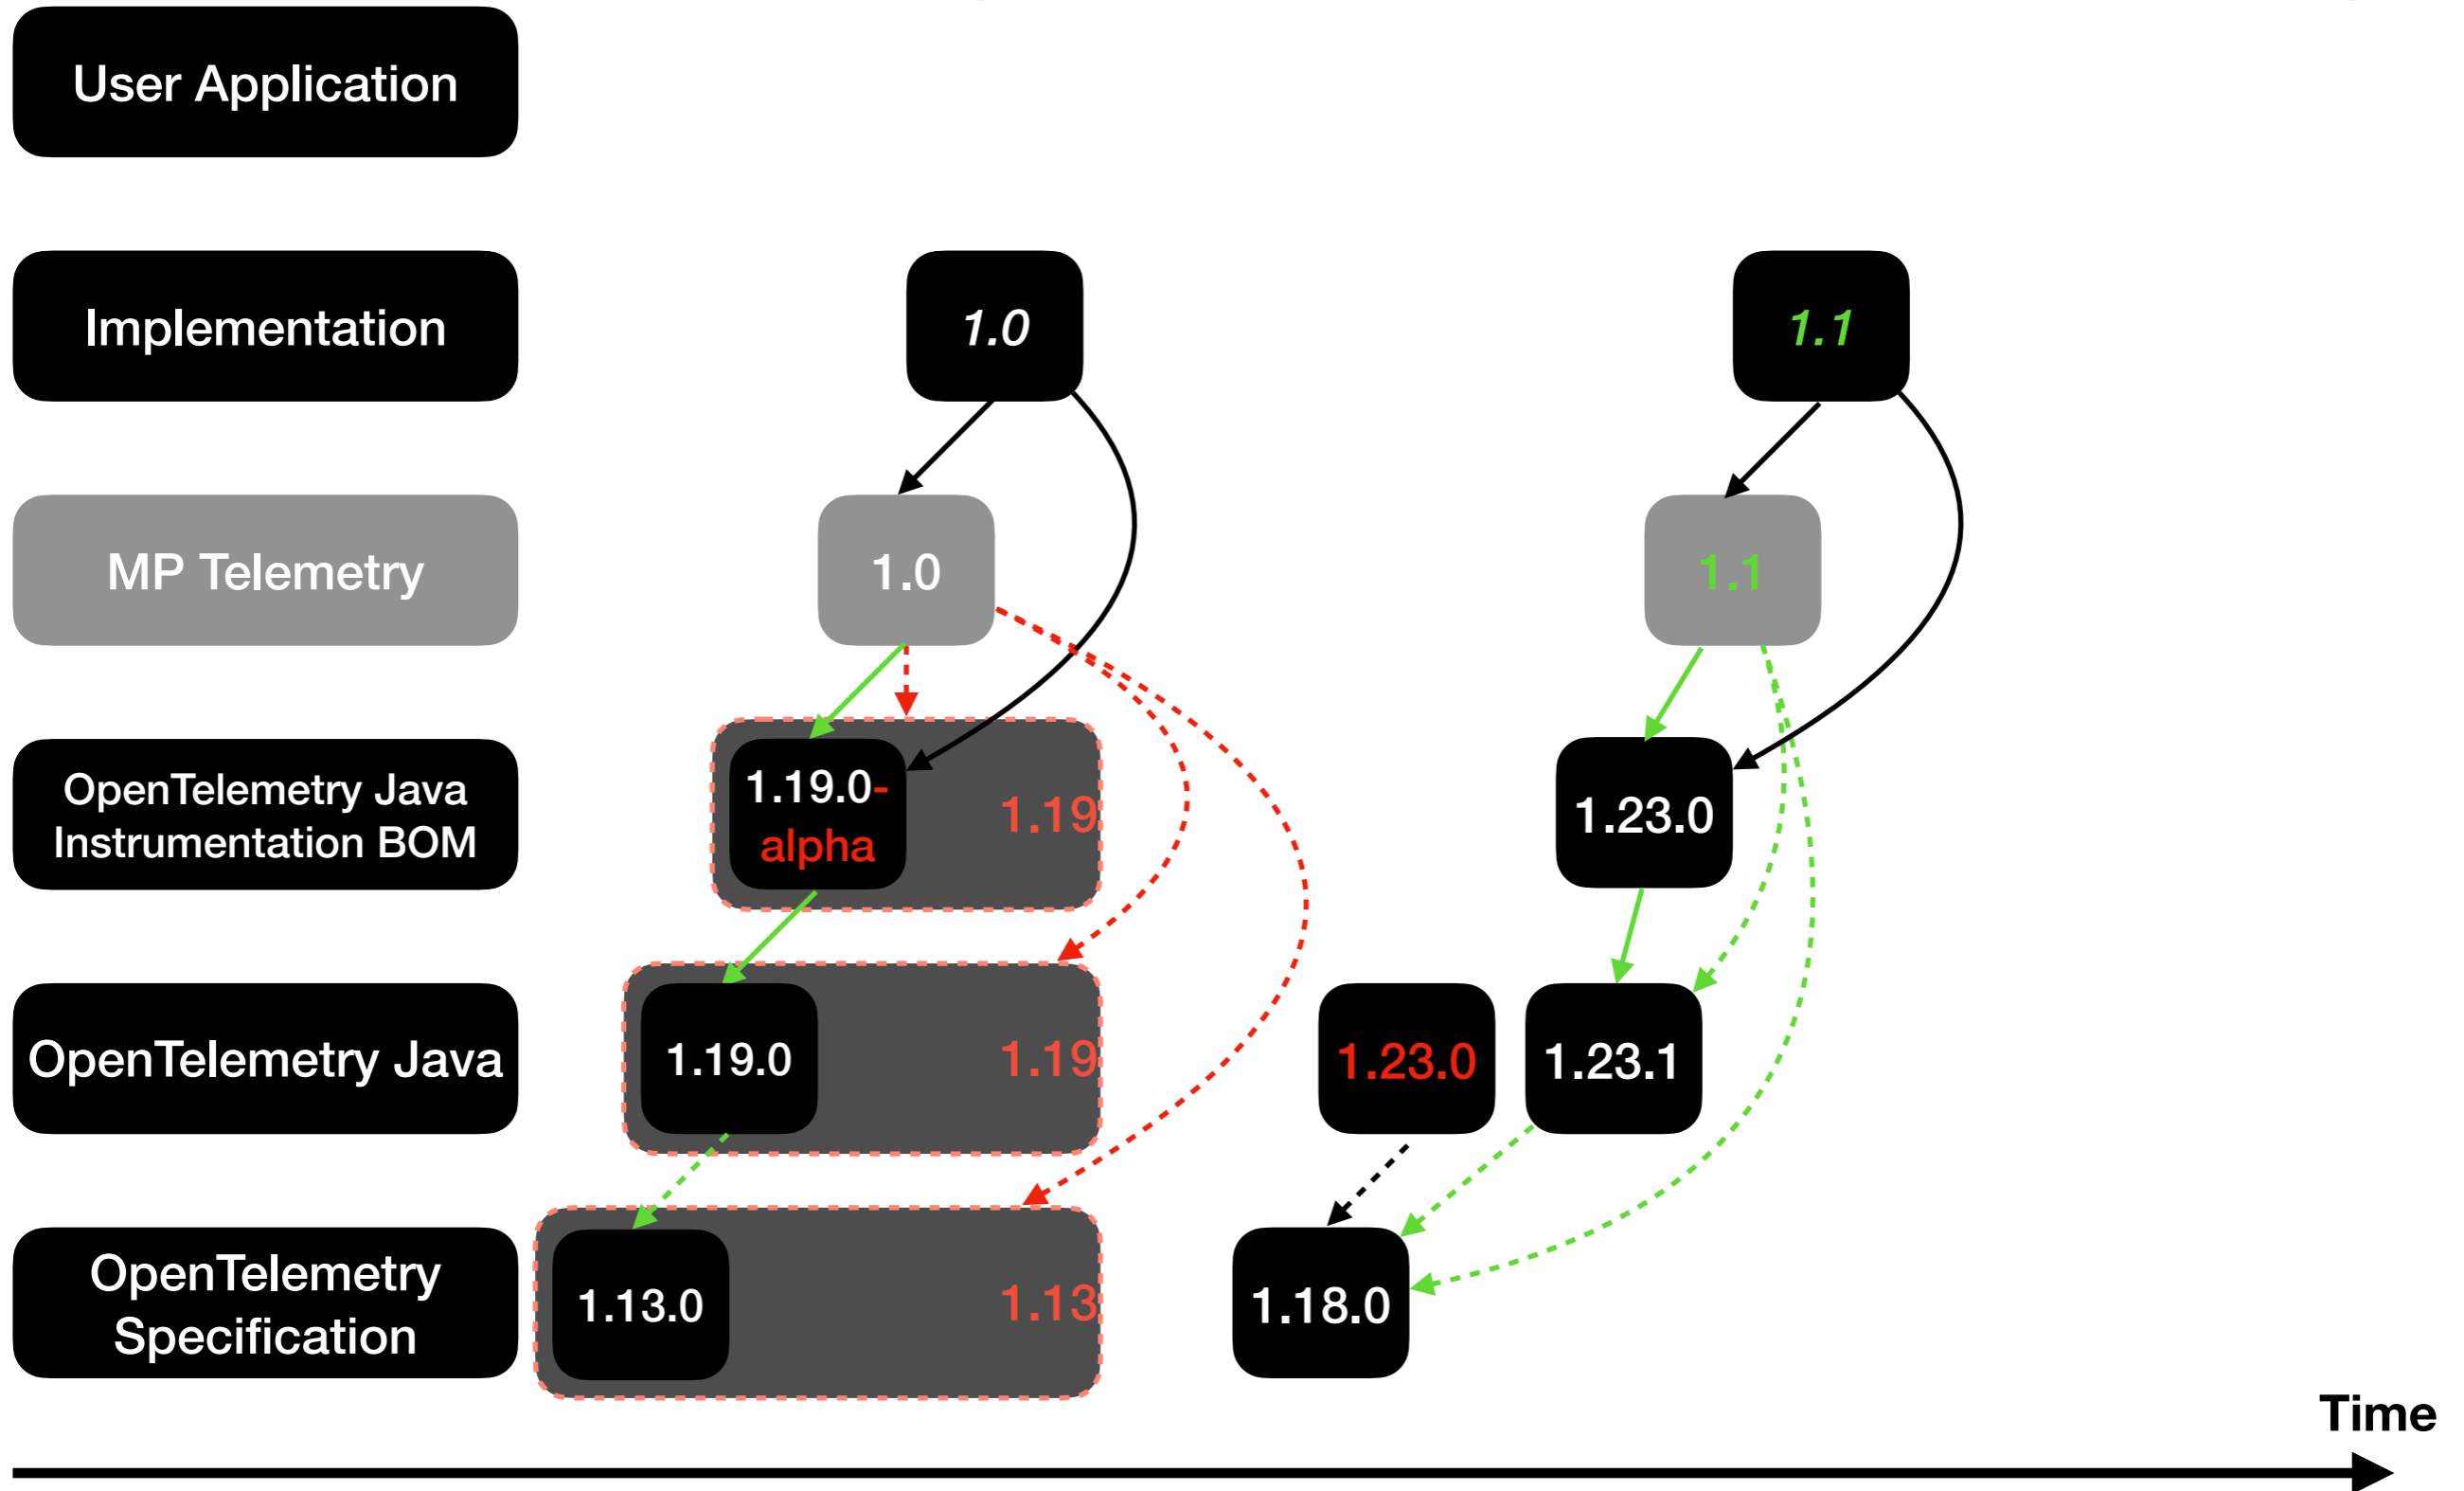 User Application
Implementation
1.0
1.1
MP Telemetry
1.0
1.1
OpenTelemetry Java
Instrumentation BOM
1.19.0-
alpha
1.19
1.23.0
OpenTelemetry Java
1.19.0
1.19
1.23.0
1.23.1
OpenTelemetry
Specification
1.13.0
1.13
1.18.0
Time